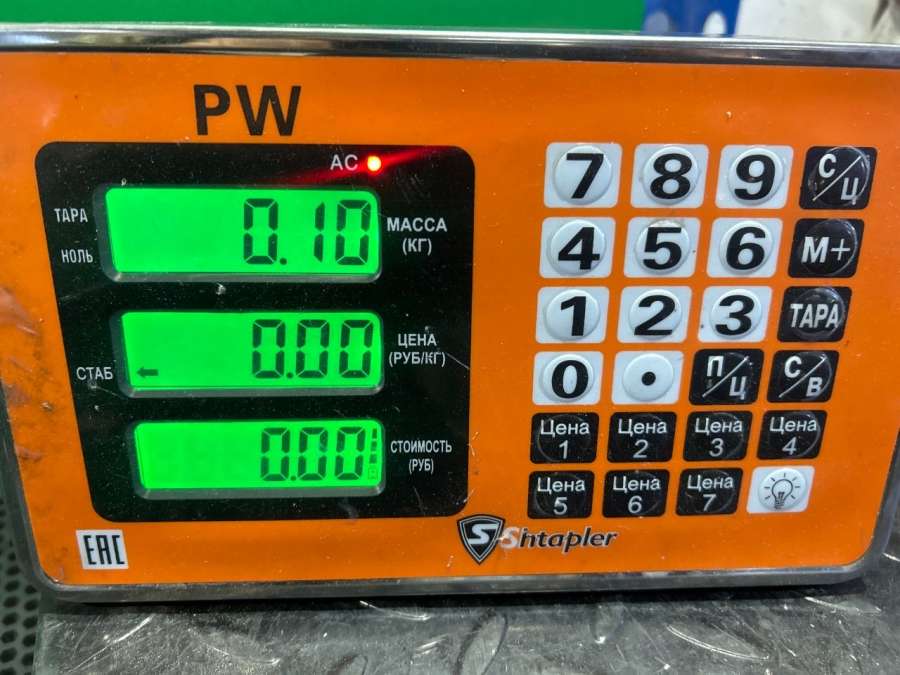 PW
AC
ТАРА
НОЛЬ
0.10
МАССА
(КГ)
СТАБ
0.00
ЦЕНА
(РУБ/КГ)
0.00
СТОИМОСТЬ
(РУБ)
7 8 9 С/Ц
4 5 6 М+
1 2 3 ТАРА
0 . П/Ц С/В
Цена 1
Цена 2
Цена 3
Цена 4
Цена 5
Цена 6
Цена 7
EAC
S-Shtapler